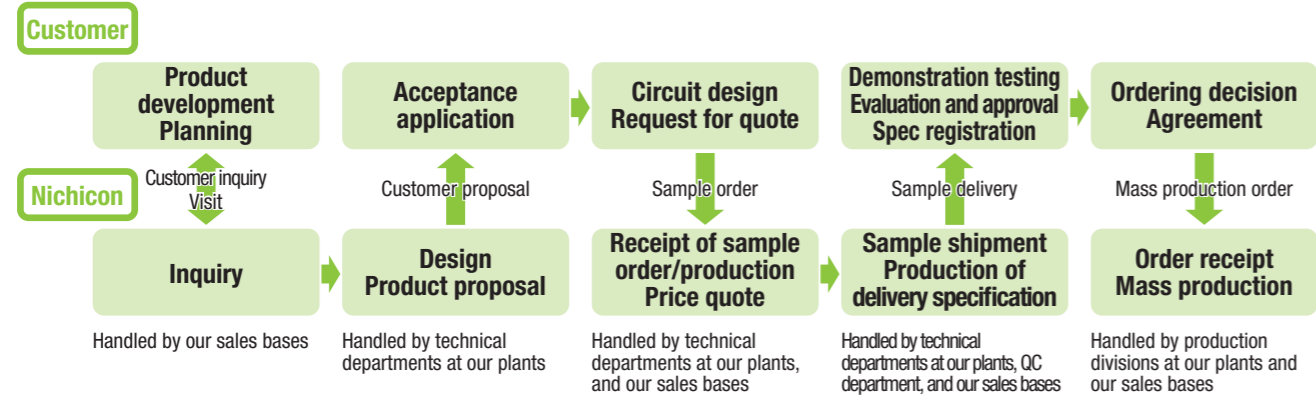 Customer
Product
development
Planning
Acceptance
application
Circuit design
Request for quote
Demonstration testing
Evaluation and approval
Spec registration
Ordering decision
Agreement
Nichicon
Customer inquiry
Visit
Customer proposal
Sample order
Sample delivery
Mass production order
Inquiry
Design
Product proposal
Receipt of sample
order/production
Price quote
Sample shipment
Production of
delivery specification
Order receipt
Mass production
Handled by our sales bases
Handled by technical
departments at our plants
Handled by technical
departments at our plants,
and our sales bases
Handled by technical
departments at our plants, QC
department, and our sales bases
Handled by production
divisions at our plants and
our sales bases